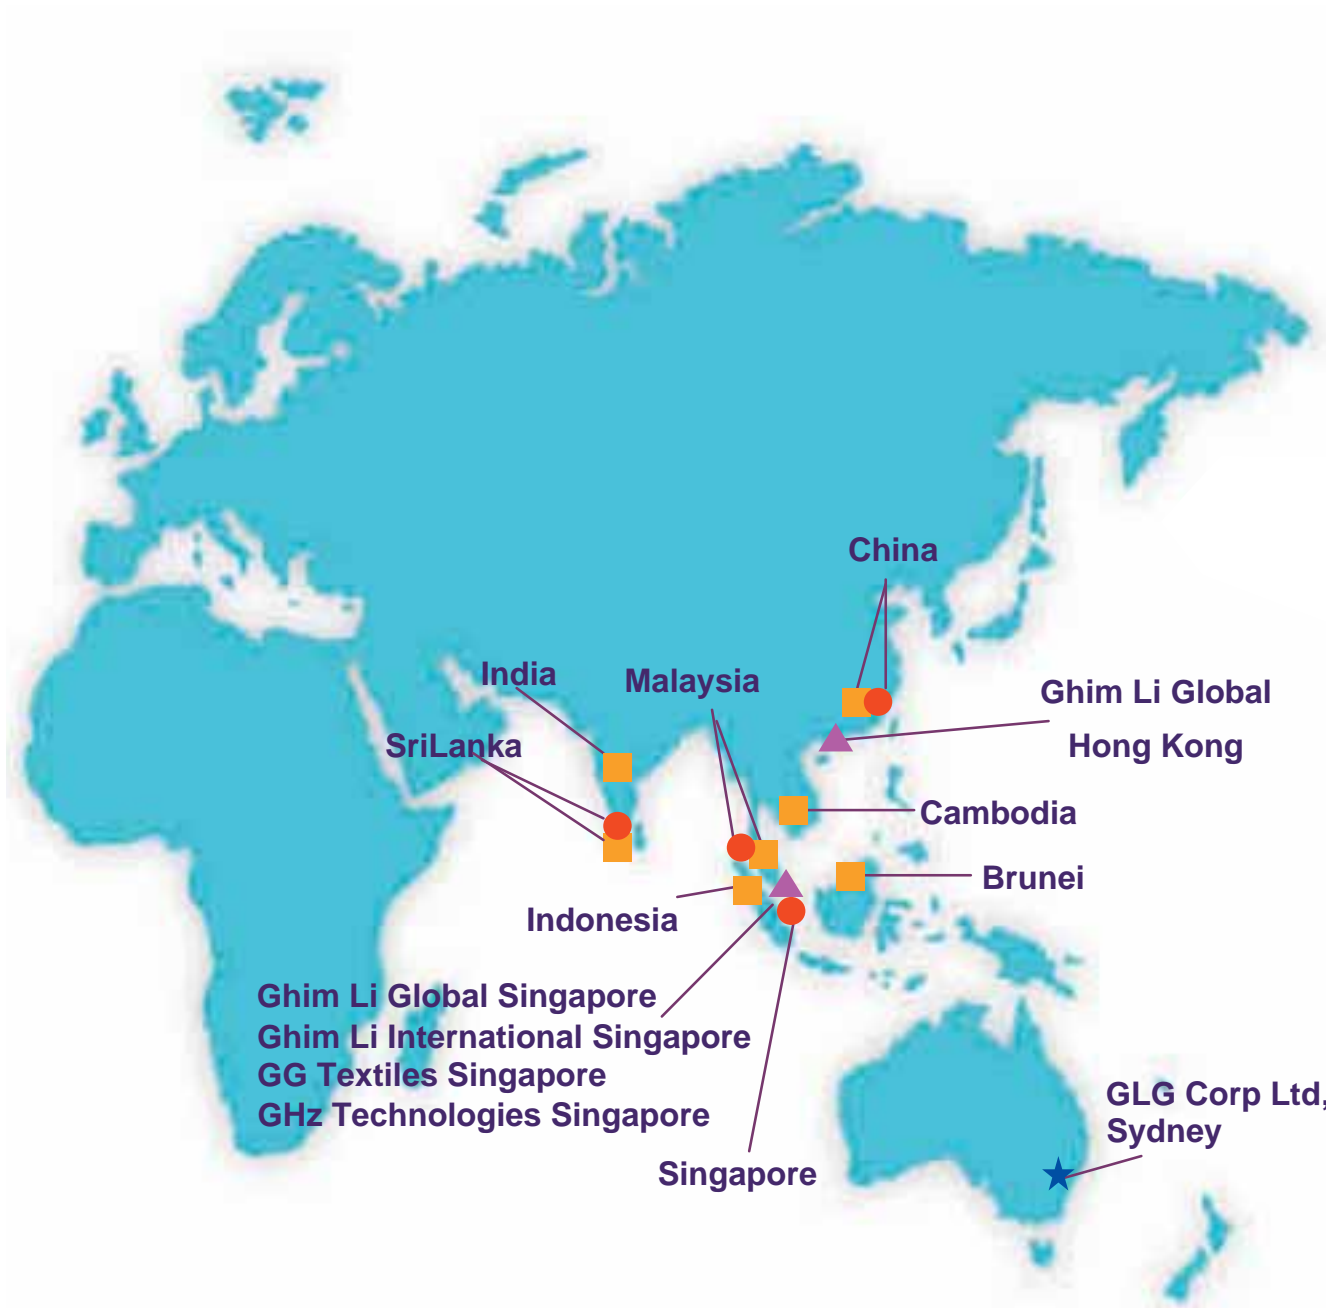 China
India
Malaysia
Ghim Li Global
Hong Kong
SriLanka
Cambodia
Brunei
Indonesia
Ghim Li Global Singapore
Ghim Li International Singapore
GG Textiles Singapore
GHz Technologies Singapore
GLG Corp Ltd,
Sydney
Singapore